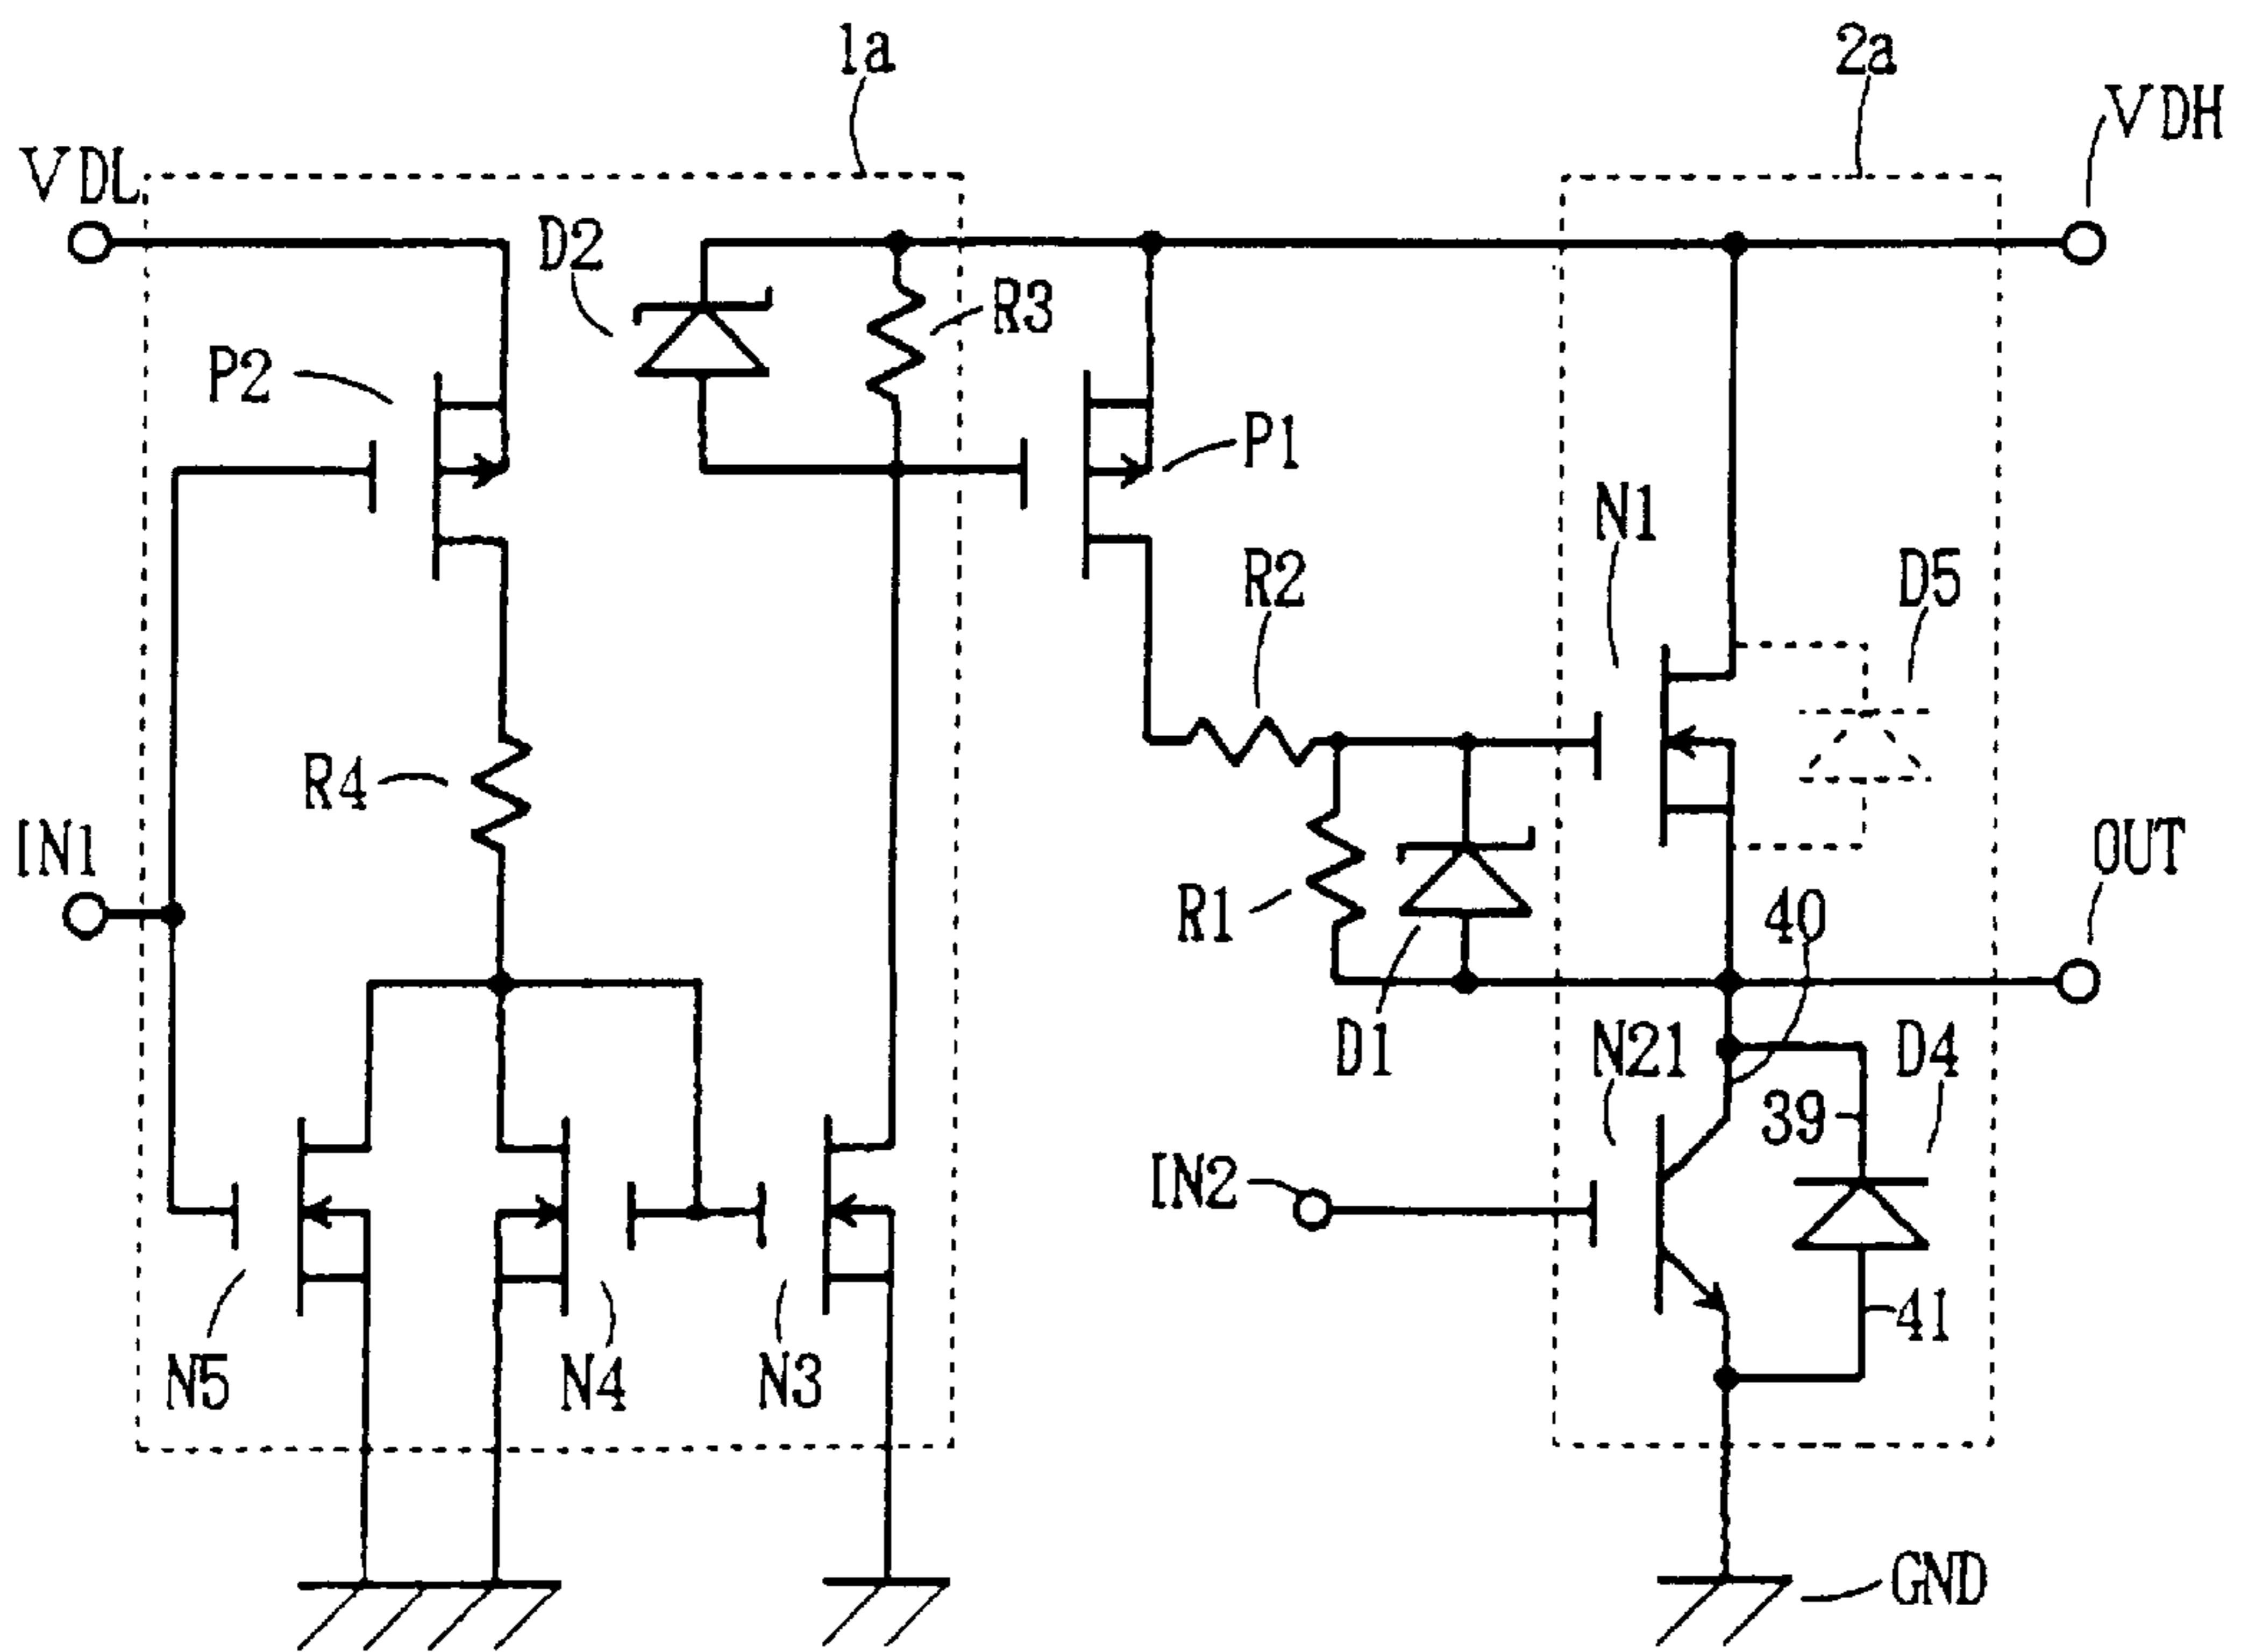 1a
2a
VDH
VDL
D2
R3
P2
P1
N1
R2
D5
R4
IN1
OUT
R1
40
D1
N21
D4
39
IN2
41
N5
N4
N3
GND